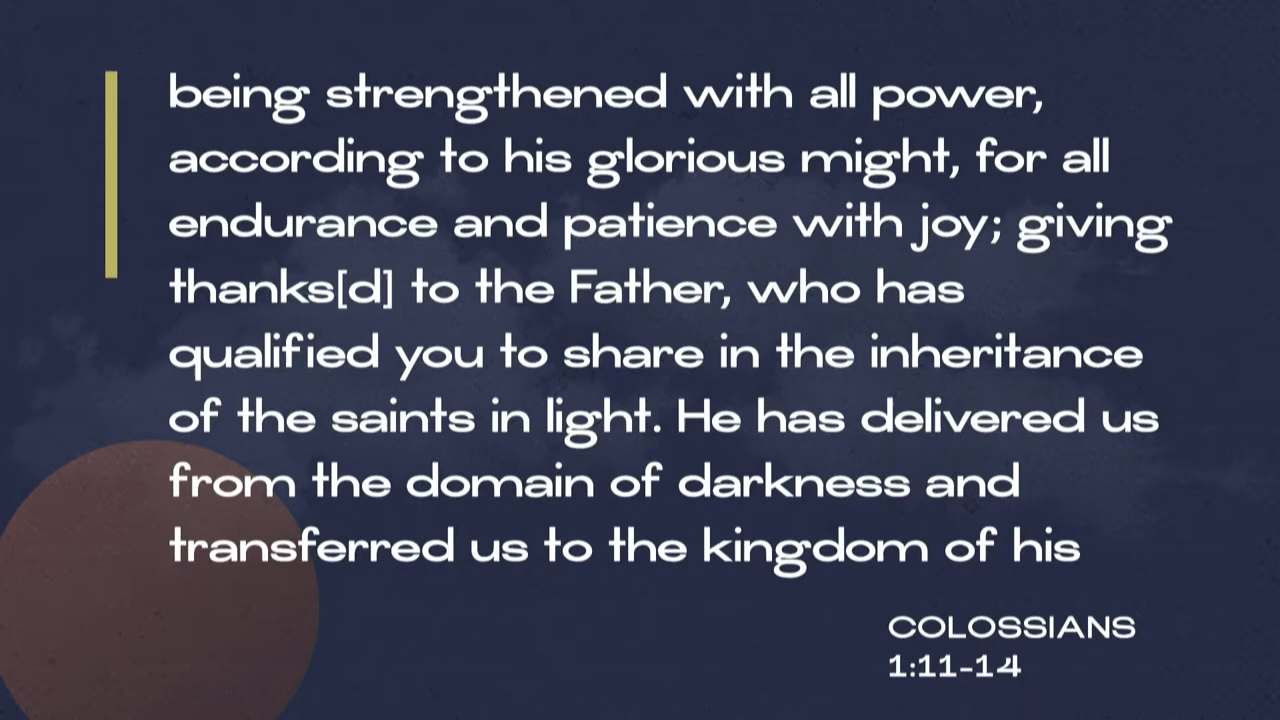 being strengthened with all power,
according to his glorious might, for all
endurance and patience with joy; giving
thanks[d] to the Father, who has
qualified you to share in the inheritance
of the saints in light. He has delivered us
from the domain of darkness and
transferred us to the kingdom of his
COLOSSIANS
1:11-14